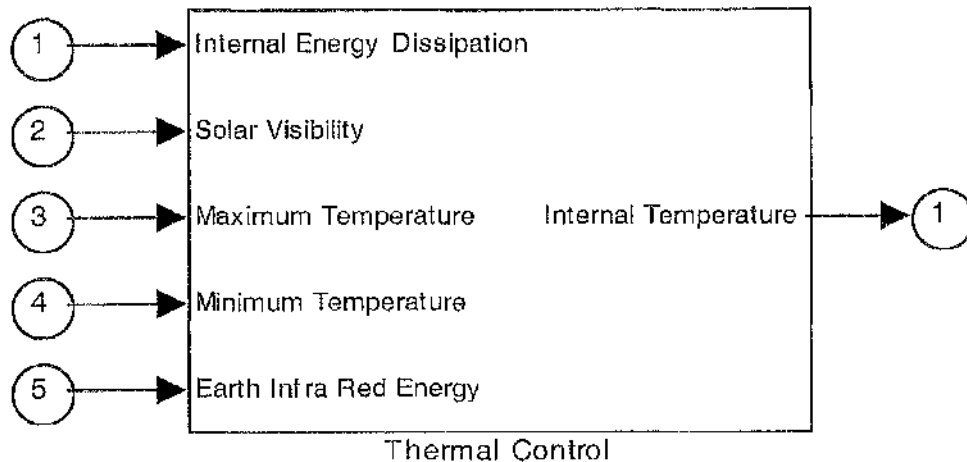 1 Internal Energy Dissipation
2 Solar Visibility
3 Maximum Temperature Internal Temperature 1
4 Minimum Temperature
5 Earth Infra Red Energy
Thermal Control